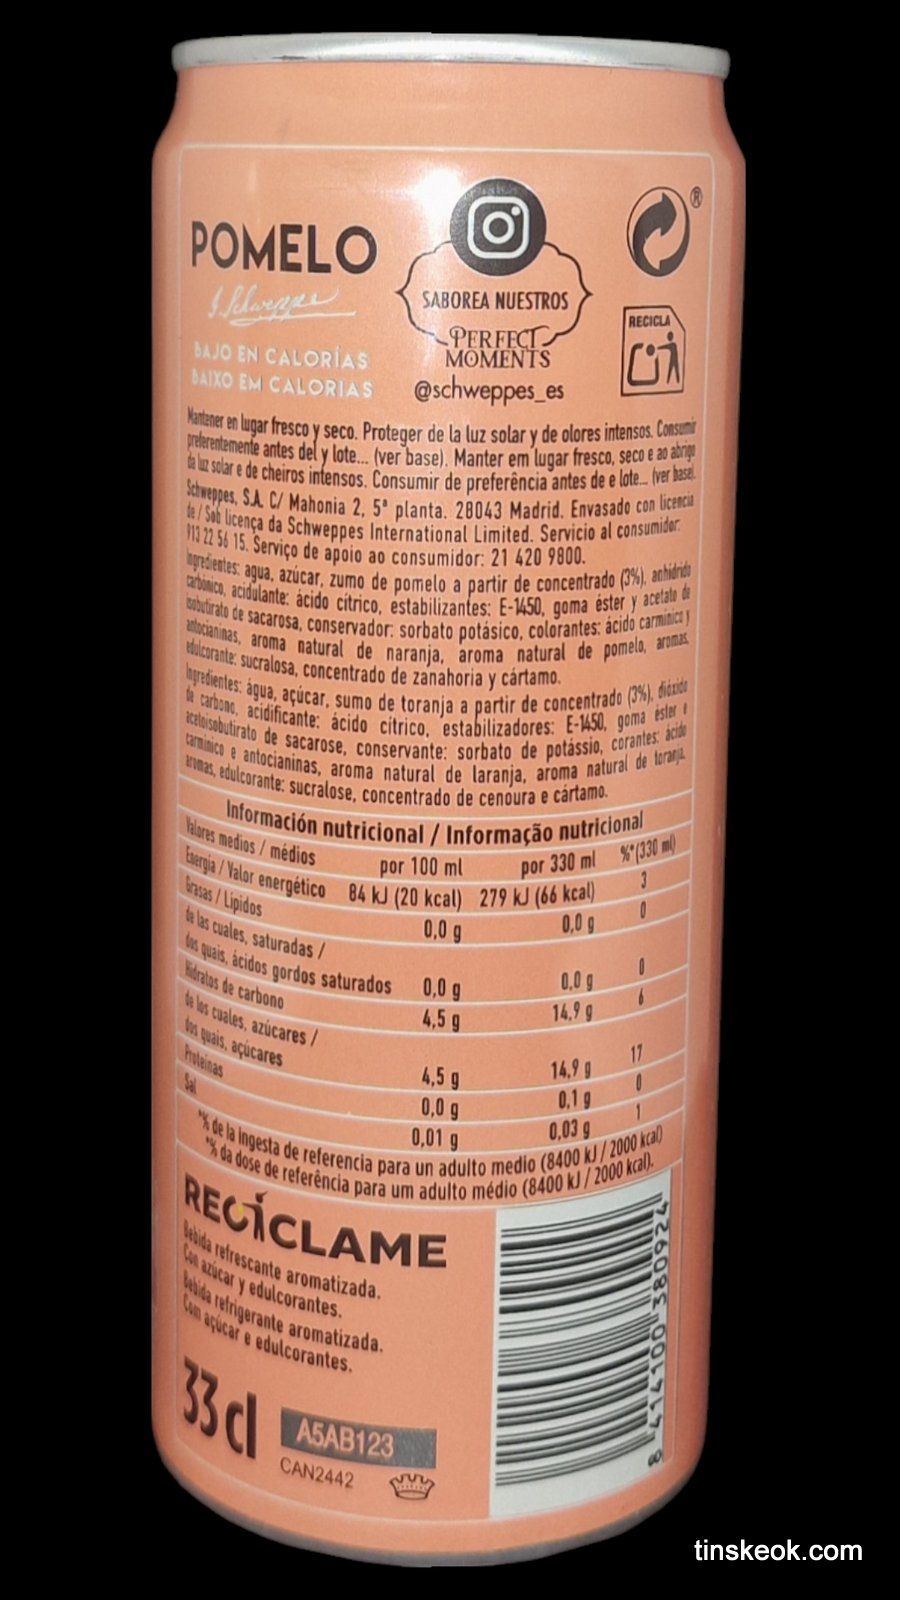 POMELO
J. Schweppe
BAJO EN CALORÍAS
BAIXO EM CALORIAS
SABOREA NUESTROS
PERFECT
MOMENTS
@schweppes_es
®
RECICLA
Mantener en lugar fresco y seco. Proteger de la luz solar y de olores intensos. Consumir
preferentemente antes del y lote... (ver base). Manter em lugar fresco, seco e ao abrigo
da luz solar e de cheiros intensos. Consumir de preferência antes de e lote... (ver base).
Schweppes, S.A. C/ Mahonia 2, 5ª planta. 28043 Madrid. Envasado con licencia
de / Sob licença da Schweppes International Limited. Servicio al consumidor:
913 22 56 15. Serviço de apoio ao consumidor: 21 420 9800.
Ingredientes: agua, azúcar, zumo de pomelo a partir de concentrado (3%), anhídrido
carbónico, acidulante: ácido cítrico, estabilizantes: E-1450, goma éster y acetato de
isobutirato de sacarosa, conservador: sorbato potásico, colorantes: ácido carmínico y
antocianinas, aroma natural de naranja, aroma natural de pomelo, aromas,
edulcorante: sucralosa, concentrado de zanahoria y cártamo.
Ingredientes: água, açúcar, sumo de toranja a partir de concentrado (3%), dióxido
de carbono, acidificante: ácido cítrico, estabilizadores: E-1450, goma éster e
acetoisobutirato de sacarose, conservante: sorbato de potássio, corantes: ácido
carmínico e antocianinas, aroma natural de laranja, aroma natural de toranja,
aromas, edulcorante: sucralose, concentrado de cenoura e cártamo.
Información nutricional / Informação nutricional
Valores medios / médios por 100 ml por 330 ml %*(330 ml)
Energía / Valor energético 84 kJ (20 kcal) 279 kJ (66 kcal) 3
Grasas / Lípidos 0,0 g 0,0 g 0
de las cuales, saturadas /
dos quais, ácidos gordos saturados 0,0 g 0.0 g 0
Hidratos de carbono 4,5 g 14,9 g 6
de los cuales, azúcares /
dos quais, açúcares 4,5 g 14,9 g 17
Proteínas 0,0 g 0,1 g 0
Sal 0,01 g 0,03 g 1
*% de la ingesta de referencia para un adulto medio (8400 kJ / 2000 kcal)
*% da dose de referência para um adulto médio (8400 kJ / 2000 kcal).
RECICLAME
Bebida refrescante aromatizada.
Con azúcar y edulcorantes.
Bebida refrigerante aromatizada.
Com açúcar e edulcorantes.
33 cl
A5AB123
CAN2442
8 414100 380924
tinskeok.com